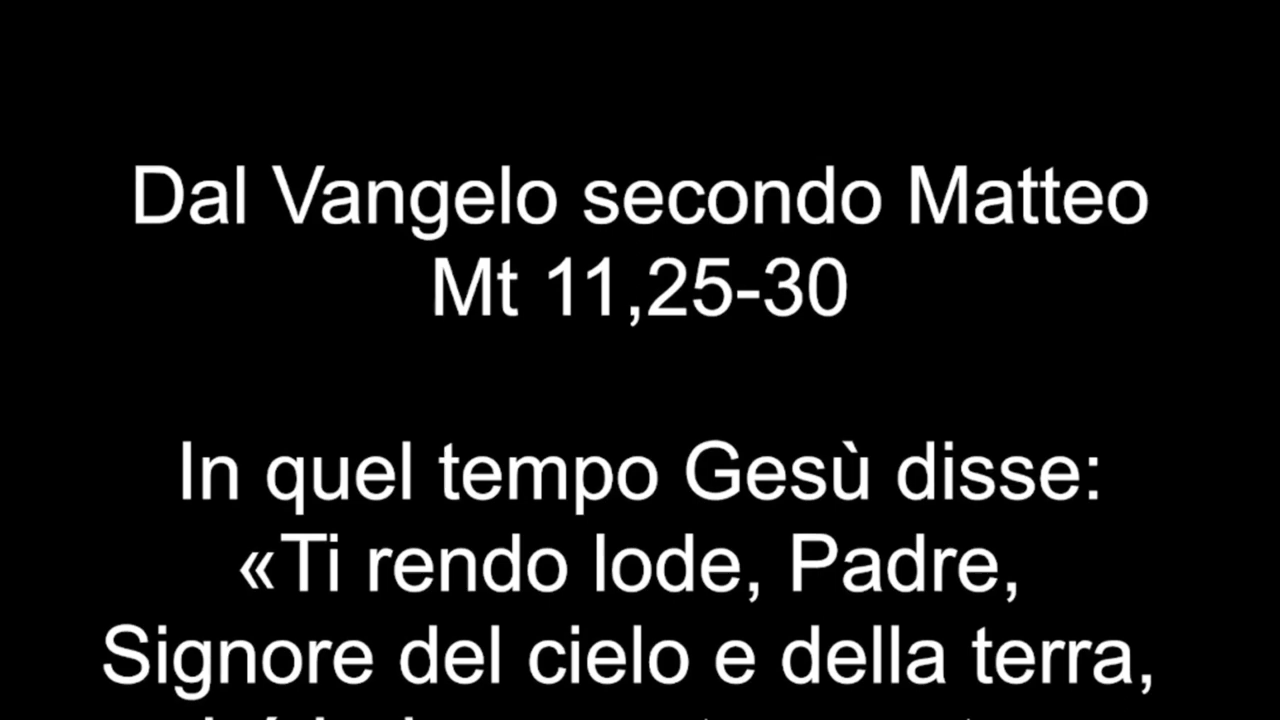 Dal Vangelo secondo Matteo
Mt 11,25-30
In quel tempo Gesù disse:
«Ti rendo lode, Padre,
Signore del cielo e della terra,